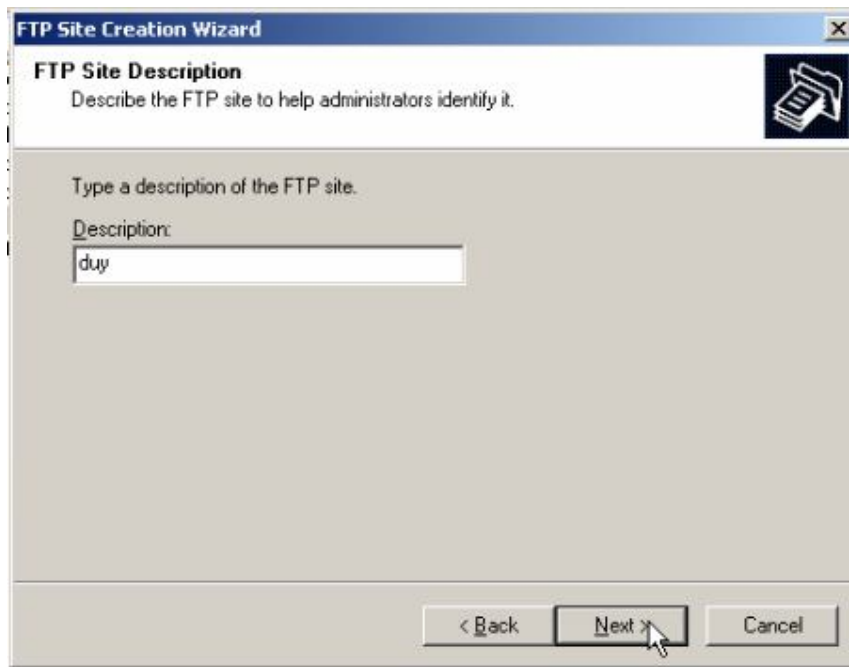 FTP Site Creation Wizard
FTP Site Description
Describe the FTP site to help administrators identify it.
Type a description of the FTP site.
Description:
duy
< Back
Next >
Cancel